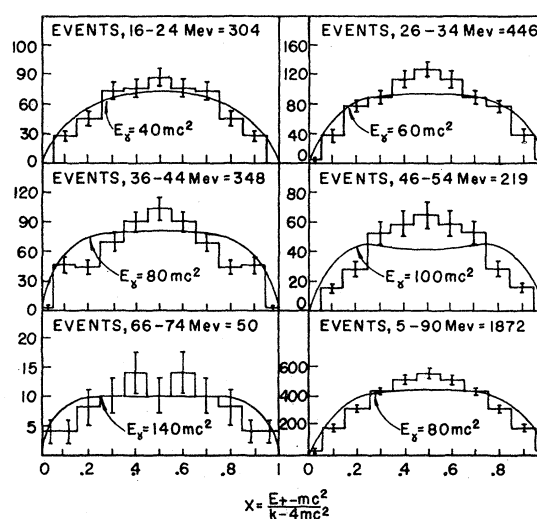 EVENTS, 16-24 Mev = 304
120
90
60
30
0
Eγ = 40mc²
EVENTS, 26-34 Mev = 446
160
120
80
40
0
Eγ = 60mc²
EVENTS, 36-44 Mev = 348
120
90
60
30
0
Eγ = 80mc²
EVENTS, 46-54 Mev = 219
100
80
60
40
20
0
Eγ = 100mc²
EVENTS, 66-74 Mev = 50
15
10
5
Eγ = 140mc²
EVENTS, 5-90 Mev = 1872
600
400
200
Eγ = 80mc²
0 .2 .4 .6 .8 1 0 .2 .4 .6 .8
X = E+-mc² / k-4mc²